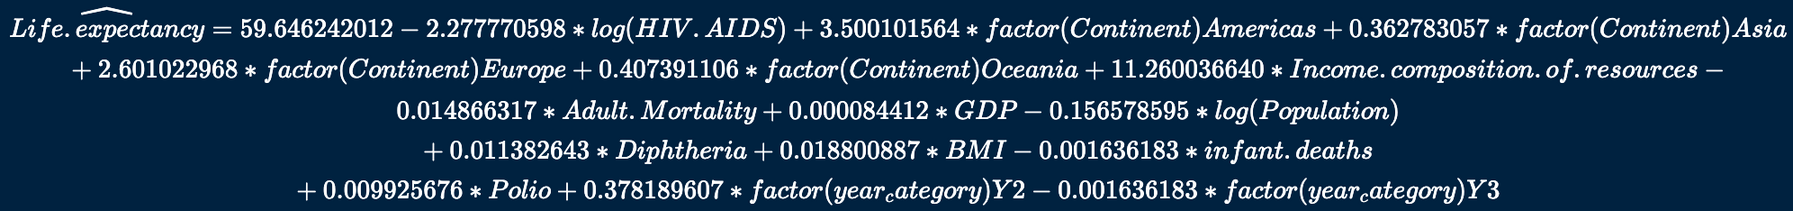 Life.expectancy^ = 59.646242012 − 2.277770598 ∗ log(HIV.AIDS) + 3.500101564 ∗ factor(Continent)Americas + 0.362783057 ∗ factor(Continent)Asia
+ 2.601022968 ∗ factor(Continent)Europe + 0.407391106 ∗ factor(Continent)Oceania + 11.260036640 ∗ Income.composition.of.resources −
0.014866317 ∗ Adult.Mortality + 0.000084412 ∗ GDP − 0.156578595 ∗ log(Population)
+ 0.011382643 ∗ Diphtheria + 0.018800887 ∗ BMI − 0.001636183 ∗ infant.deaths
+ 0.009925676 ∗ Polio + 0.378189607 ∗ factor(year_category)Y2 − 0.001636183 ∗ factor(year_category)Y3